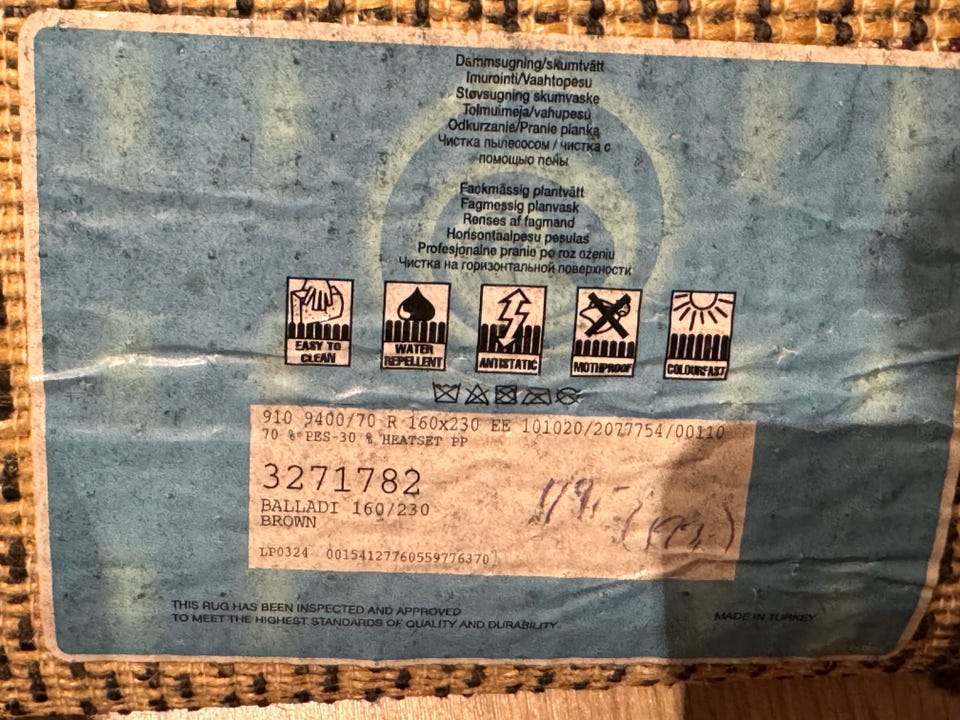 Dammsugning/skumtvätt
Imurointi/Vaahtopesu
Støvsugning skumvaske
Tolmuimeja/vahupesu
Odkurzanie/Pranie pianką
Чистка пылесосом / чистка с
помощью пены
Fackmässig plantvätt
Fagmessig planvask
Renses af fagmand
Horisontaalpesu pesulas
Profesjonalne pranie po roz ożeniu
Чистка на горизонтальной поверхности
EASY TO CLEAN
WATER REPELLENT
ANTISTATIC
MOTHPROOF
COLOURFAST
910 9400/70 R 160x230 EE 101020/2077754/00110
70 % PES-30 % HEATSET PP
3271782
BALLADI 160/230
BROWN
LP0324 00154127760559776370
THIS RUG HAS BEEN INSPECTED AND APPROVED
TO MEET THE HIGHEST STANDARDS OF QUALITY AND DURABILITY
MADE IN TURKEY